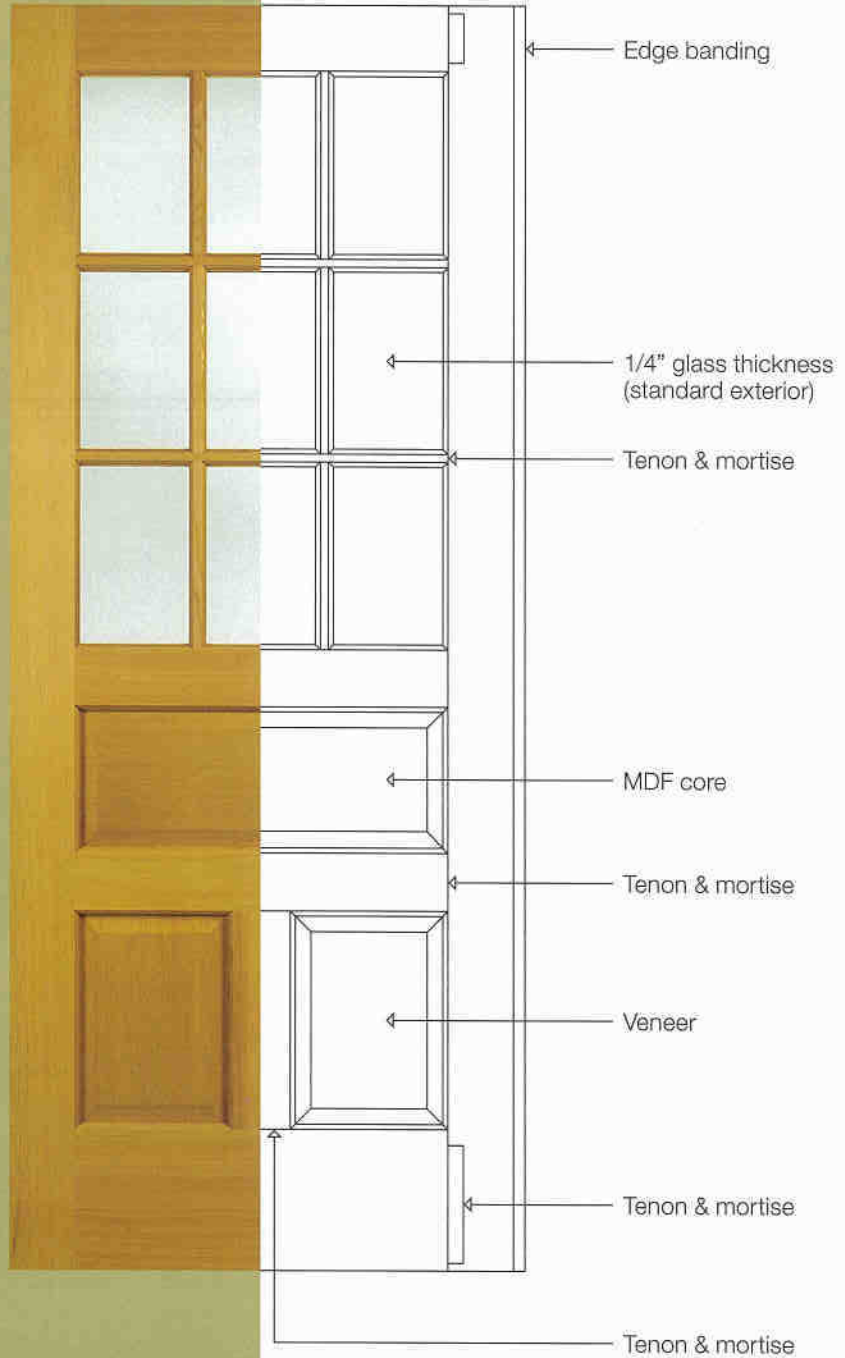 Edge banding
1/4” glass thickness
(standard exterior)
Tenon & mortise
MDF core
Tenon & mortise
Veneer
Tenon & mortise
Tenon & mortise